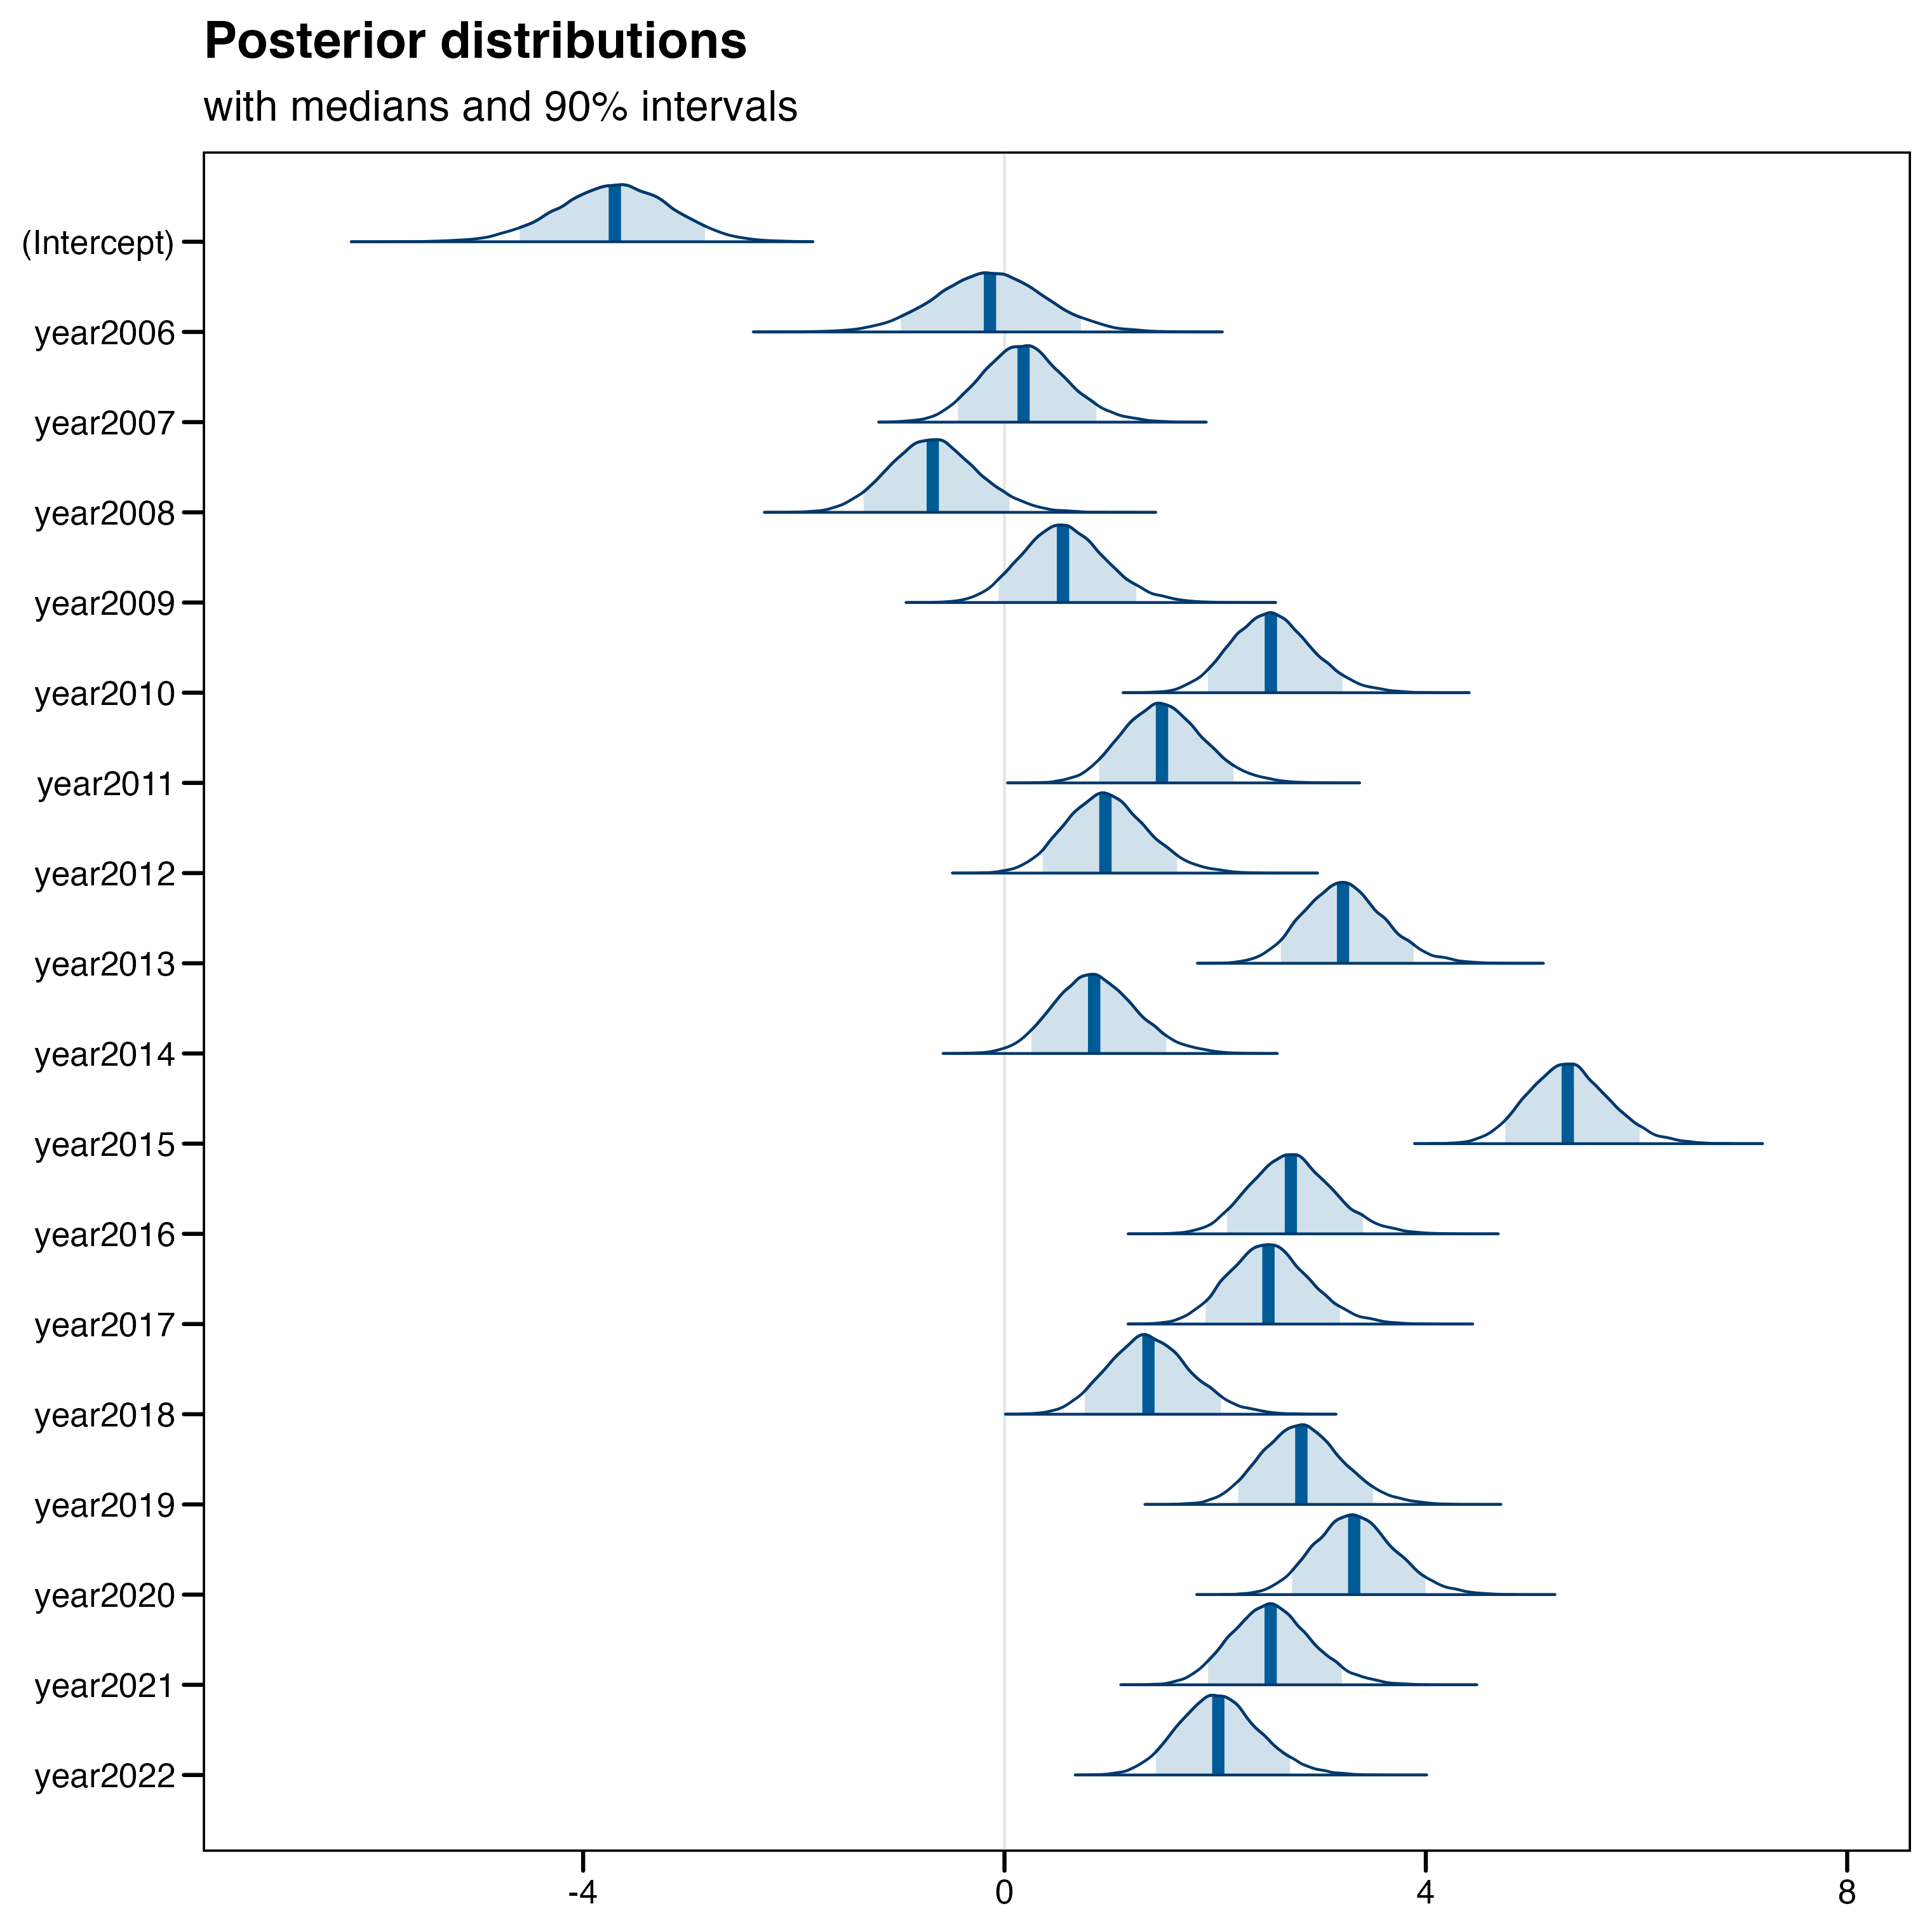 Posterior distributions
with medians and 90% intervals
(Intercept)
year2006
year2007
year2008
year2009
year2010
year2011
year2012
year2013
year2014
year2015
year2016
year2017
year2018
year2019
year2020
year2021
year2022
-4 0 4 8